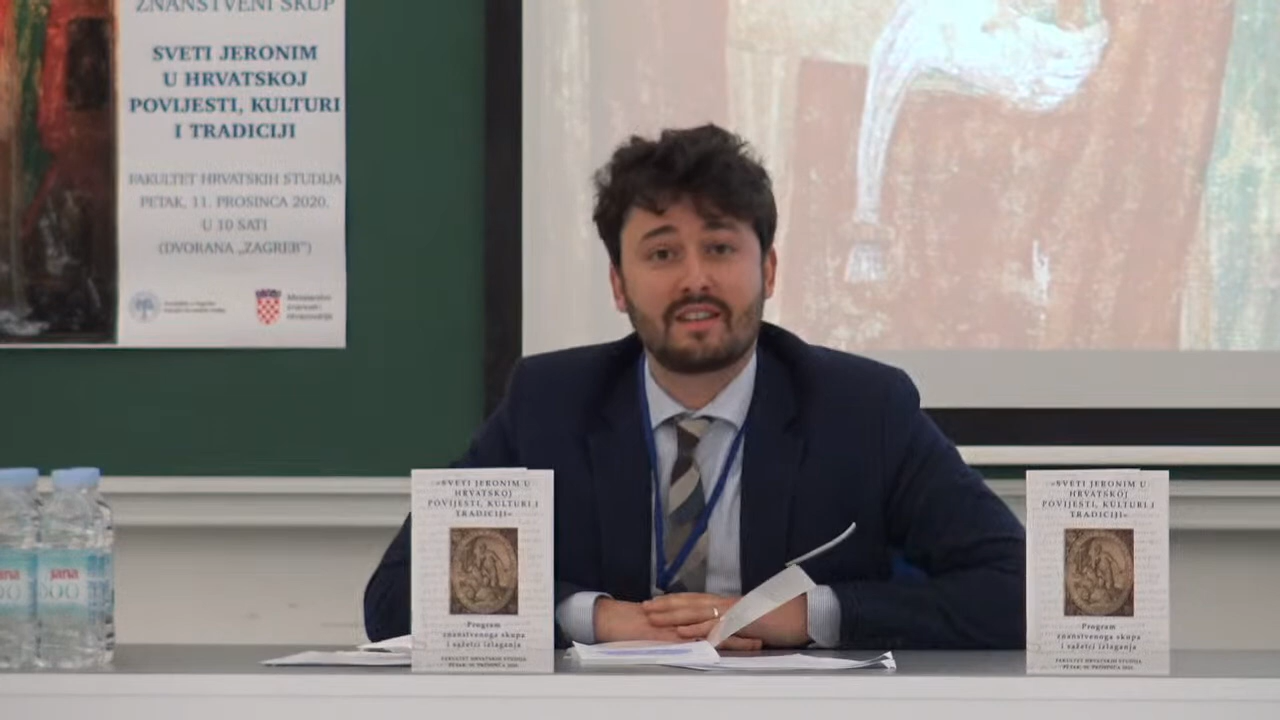 ZNANSTVENI SKUP
SVETI JERONIM
U HRVATSKOJ
POVIJESTI, KULTURI
I TRADICIJI
FAKULTET HRVATSKIH STUDIJA
PETAK, 11. PROSINCA 2020.
U 10 SATI
(DVORANA „ZAGREB")
jana
jana
»SVETI JERONIM U
HRVATSKOJ
POVIJESTI, KULTURI I
TRADICIJI«
Program
znanstvenoga skupa
i sažetci izlaganja
FAKULTET HRVATSKIH STUDIJA
»SVETI JERONIM U
HRVATSKOJ
POVIJESTI, KULTURI I
TRADICIJI«
Program
znanstvenoga skupa
i sažetci izlaganja
FAKULTET HRVATSKIH STUDIJA